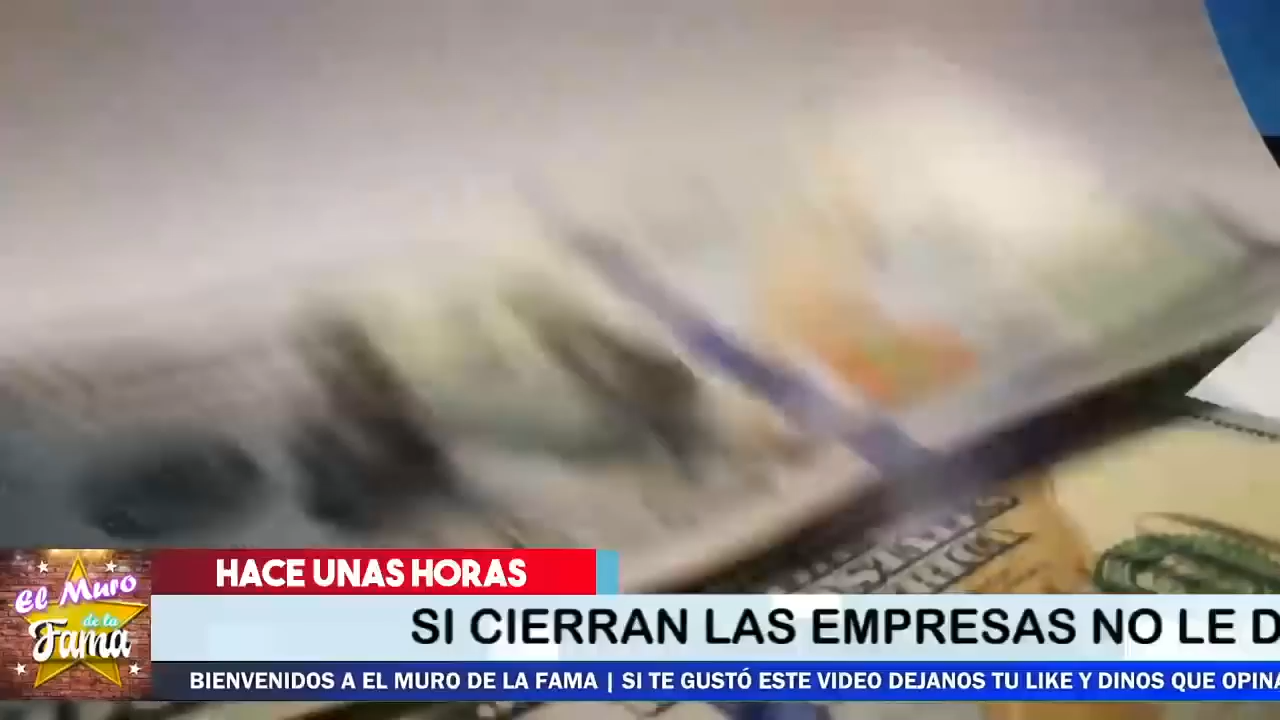 HACE UNAS HORAS
El Muro
de la
Fama
SI CIERRAN LAS EMPRESAS NO LE D
BIENVENIDOS A EL MURO DE LA FAMA | SI TE GUSTÓ ESTE VIDEO DEJANOS TU LIKE Y DINOS QUE OPINA